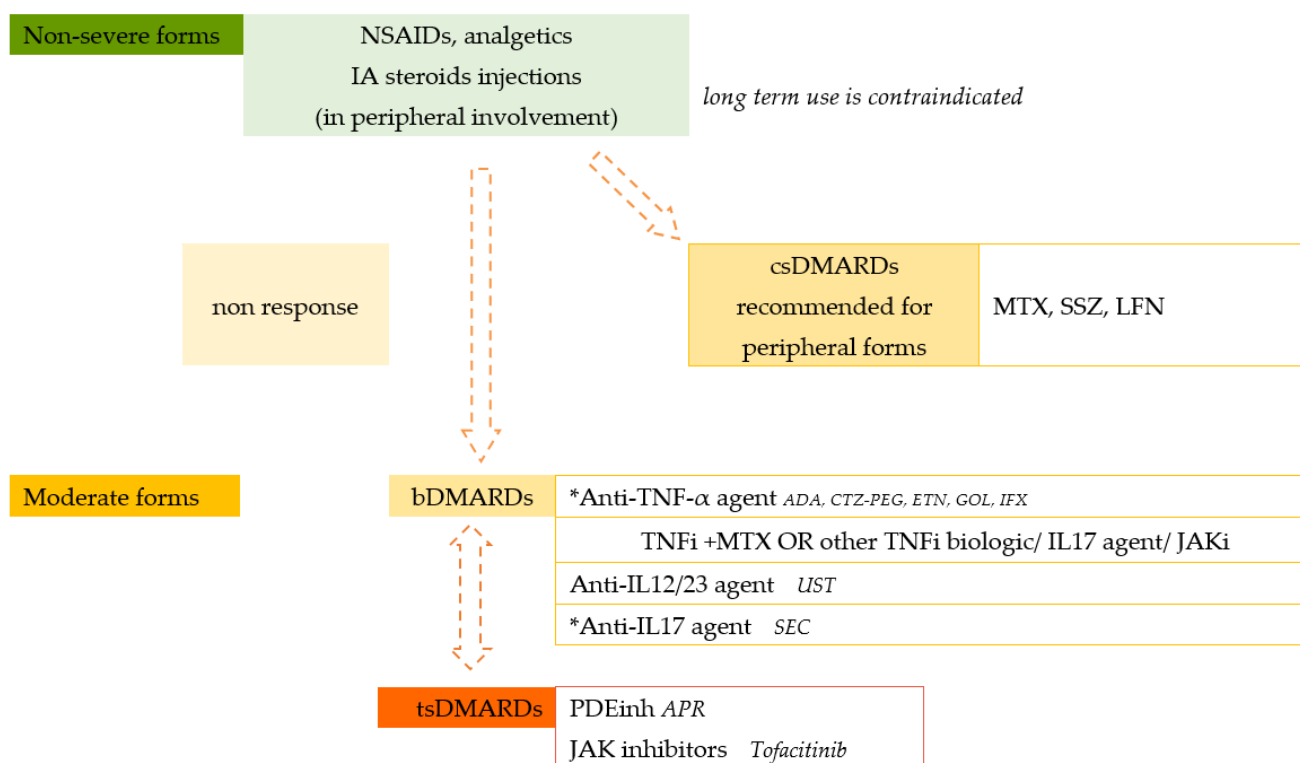 Non-severe forms
NSAIDs, analgetics
IA steroids injections
(in peripheral involvement)
long term use is contraindicated
non response
csDMARDs
recommended for
peripheral forms
MTX, SSZ, LFN
Moderate forms
bDMARDs
*Anti-TNF-α agent ADA, CTZ-PEG, ETN, GOL, IFX
TNFi +MTX OR other TNFi biologic/ IL17 agent/ JAKi
Anti-IL12/23 agent UST
*Anti-IL17 agent SEC
tsDMARDs
PDEinh APR
JAK inhibitors Tofacitinib